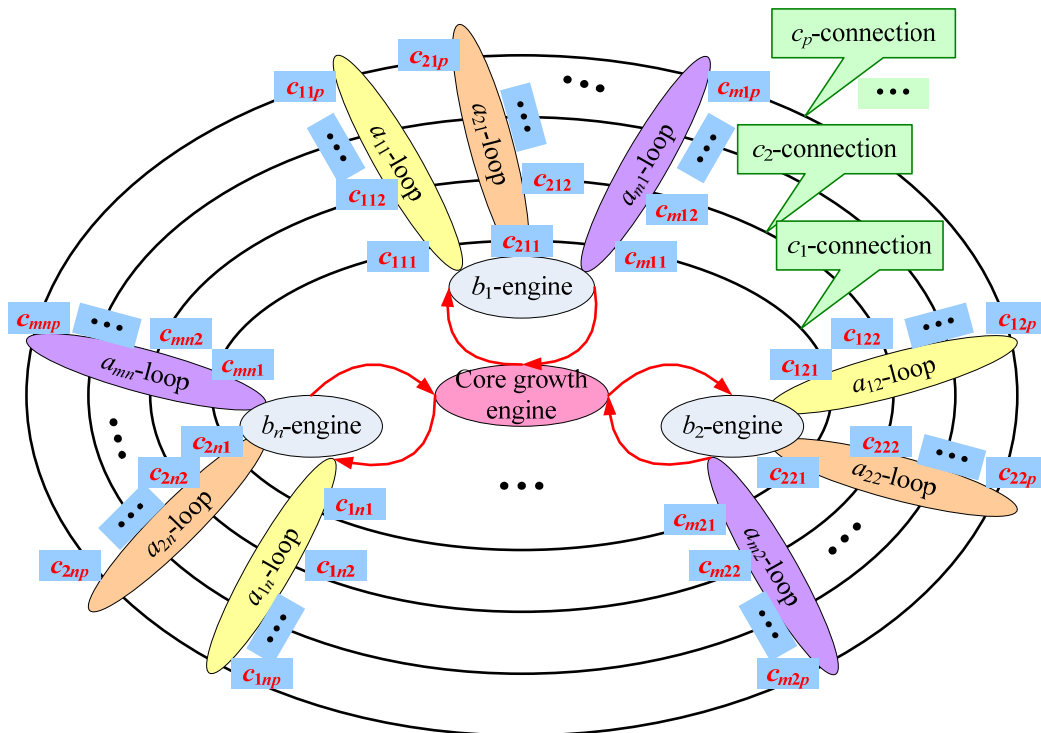 c₁₁ₚ
c₂₁ₚ
•••
cₘ₁ₚ
cₚ-connection
•••
•••
a₁₁-loop
•••
a₂₁-loop
aₘ₁-loop
•••
c₂-connection
c₁₁₂
c₂₁₂
cₘ₁₂
c₁-connection
c₁₁₁
c₂₁₁
cₘ₁₁
b₁-engine
cₘₙₚ
•••
cₘₙ₂
cₘₙ₁
aₘₙ-loop
c₁₂₁
c₁₂₂
•••
c₁₂ₚ
a₁₂-loop
Core growth
engine
bₙ-engine
b₂-engine
•••
c₂ₙ₁
c₂ₙ₂
•••
c₂ₙₚ
a₂ₙ-loop
c₂₂₁
c₂₂₂
•••
c₂₂ₚ
a₂₂-loop
•••
c₁ₙ₁
c₁ₙ₂
•••
c₁ₙₚ
a₁ₙ-loop
cₘ₂₁
cₘ₂₂
•••
cₘ₂ₚ
aₘ₂-loop
•••